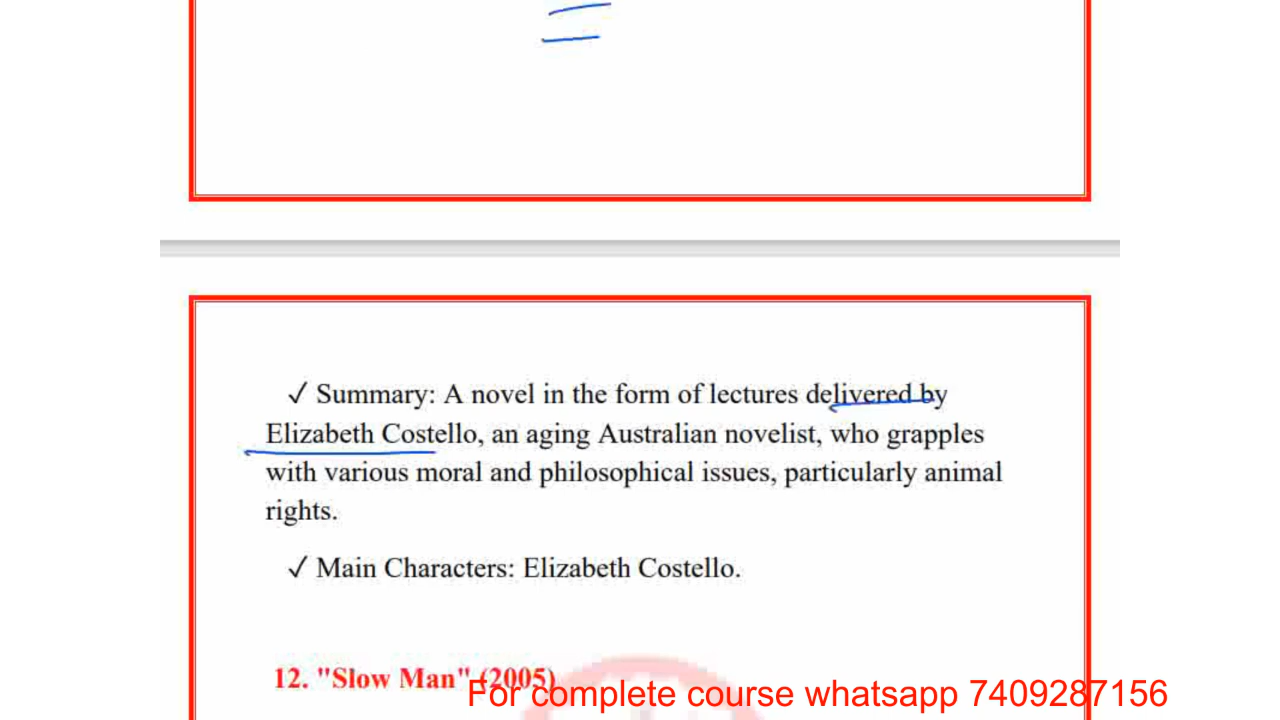 ✓ Summary: A novel in the form of lectures delivered by
Elizabeth Costello, an aging Australian novelist, who grapples
with various moral and philosophical issues, particularly animal
rights.
✓ Main Characters: Elizabeth Costello.
12. "Slow Man" (2005)
For complete course whatsapp 7409287156